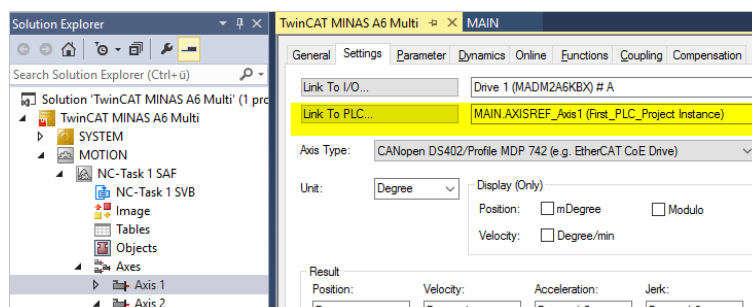 Solution Explorer
Search Solution Explorer (Ctrl+ü)
Solution 'TwinCAT MINAS A6 Multi' (1 proj
TwinCAT MINAS A6 Multi
SYSTEM
MOTION
NC-Task 1 SAF
NC-Task 1 SVB
Image
Tables
Objects
Axes
Axis 1
Axis 2
TwinCAT MINAS A6 Multi MAIN
General Settings Parameter Dynamics Online Functions Coupling Compensation
Link To I/O... Drive 1 (MADM2A6KBX) # A
Link To PLC... MAIN.AXISREF_Axis1 (First_PLC_Project Instance)
Axis Type: CANopen DS402/Profile MDP 742 (e.g. EtherCAT CoE Drive)
Unit: Degree Display (Only)
Position: mDegree Modulo
Velocity: Degree/min
Result
Position: Velocity: Acceleration: Jerk: